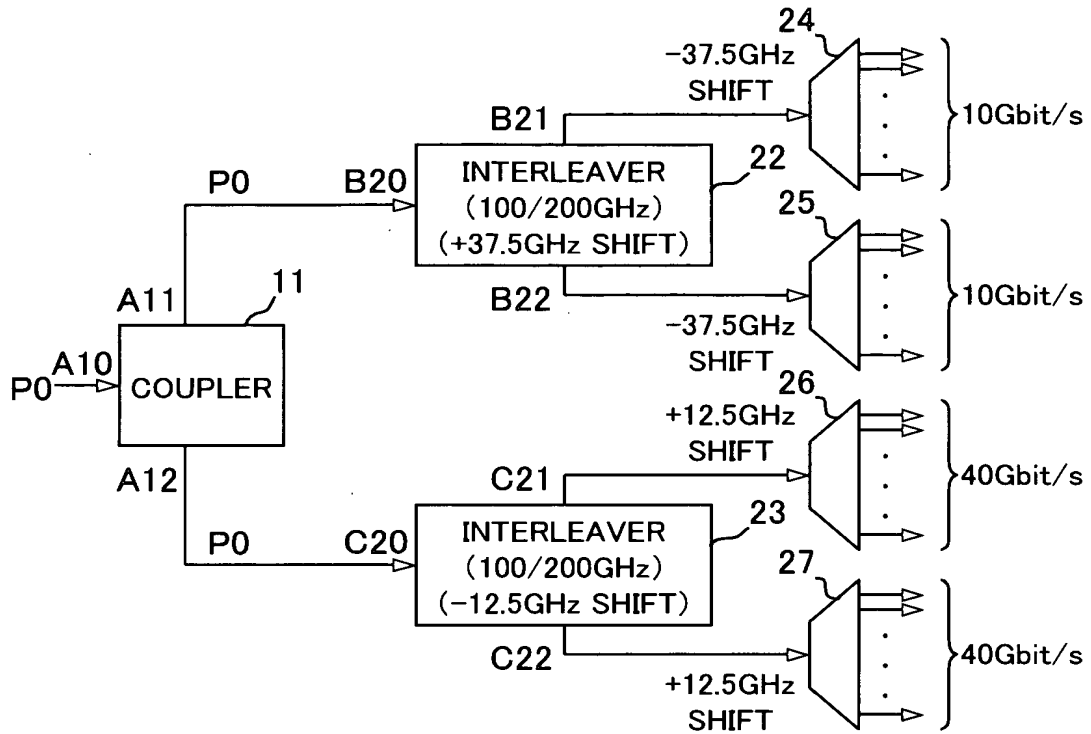 24
−37.5GHz
SHIFT
10Gbit/s
B21
INTERLEAVER
(100/200GHz)
(+37.5GHz SHIFT)
22
P0
B20
25
B22
−37.5GHz
SHIFT
10Gbit/s
A11
11
P0
A10
COUPLER
A12
26
+12.5GHz
SHIFT
40Gbit/s
C21
INTERLEAVER
(100/200GHz)
(−12.5GHz SHIFT)
23
P0
C20
27
C22
+12.5GHz
SHIFT
40Gbit/s